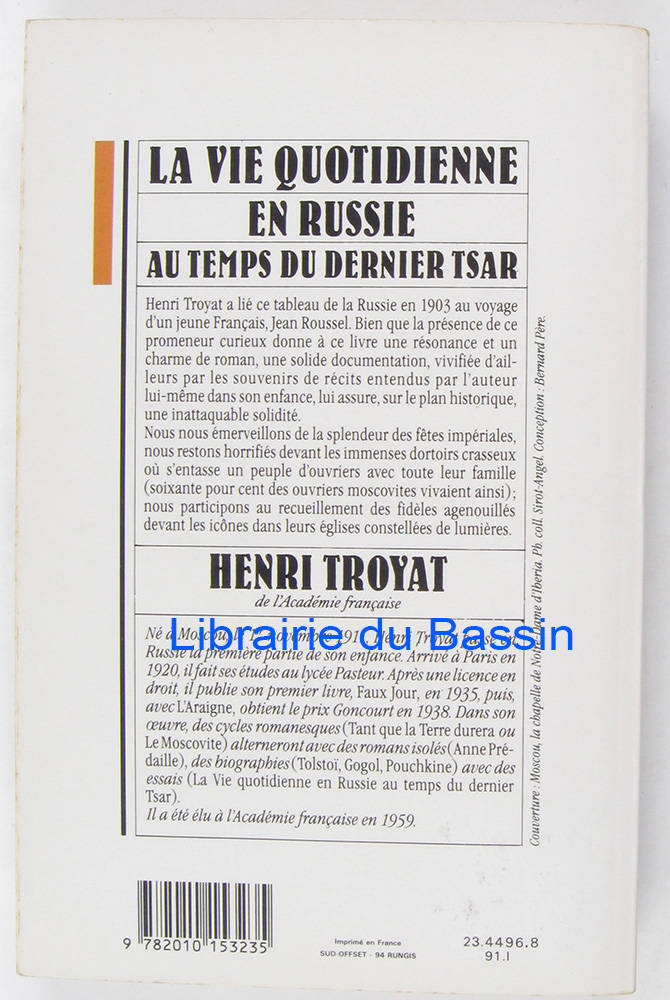 LA VIE QUOTIDIENNE
EN RUSSIE
AU TEMPS DU DERNIER TSAR
Henri Troyat a lié ce tableau de la Russie en 1903 au voyage
d'un jeune Français, Jean Roussel. Bien que la présence de ce
promeneur curieux donne à ce livre une résonance et un
charme de roman, une solide documentation, vivifiée d'ail-
leurs par les souvenirs de récits entendus par l'auteur
lui-même dans son enfance, lui assure, sur le plan historique,
une inattaquable solidité.
Nous nous émerveillons de la splendeur des fêtes impériales,
nous restons horrifiés devant les immenses dortoirs crasseux
où s'entasse un peuple d'ouvriers avec toute leur famille
(soixante pour cent des ouvriers moscovites vivaient ainsi);
nous participons au recueillement des fidèles agenouillés
devant les icônes dans leurs églises constellées de lumières.
HENRI TROYAT
de l'Académie française
Librairie du Bassin
Né à Moscou, le novembre Henri Troyat passe en
Russie la première partie de son enfance. Arrivé à Paris en
1920, il fait ses études au lycée Pasteur. Après une licence en
droit, il publie son premier livre, Faux Jour, en 1935, puis,
avec L'Araigne, obtient le prix Goncourt en 1938. Dans son
œuvre, des cycles romanesques (Tant que la Terre durera ou
Le Moscovite) alterneront avec des romans isolés (Anne Pré-
daille), des biographies (Tolstoï, Gogol, Pouchkine) avec des
essais (La Vie quotidienne en Russie au temps du dernier
Tsar).
Il a été élu à l'Académie française en 1959.
Couverture : Moscou, la chapelle de Notre-Dame d'Iberia. Ph. coll. Sirot-Angel. Conception : Bernard Père.
9 782010 153235
Imprimé en France
SUD-OFFSET - 94 RUNGIS
23.4496.8
91.I